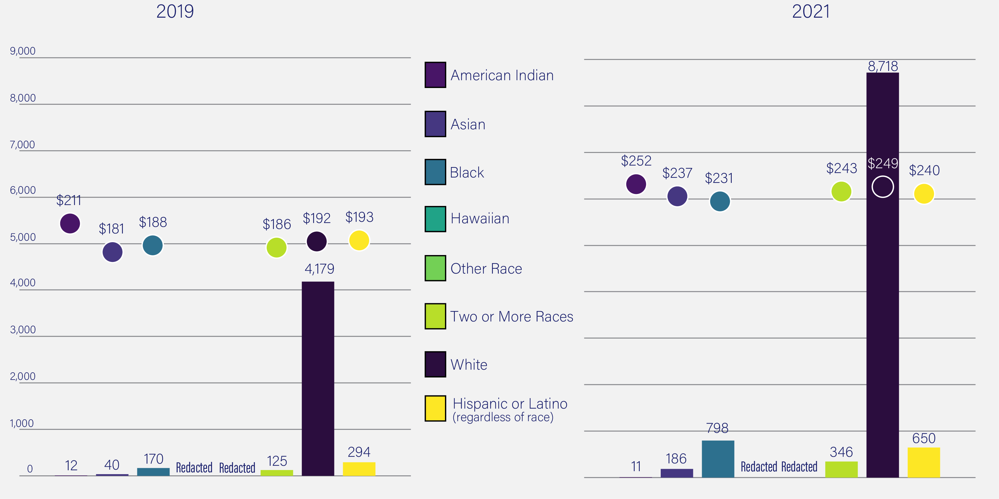 2019
2021
9,000
8,000
7,000
6,000
5,000
4,000
3,000
2,000
1,000
0
$211
$181
$188
$186
$192
$193
4,179
12
40
170
Redacted
Redacted
125
294
American Indian
Asian
Black
Hawaiian
Other Race
Two or More Races
White
Hispanic or Latino
(regardless of race)
8,718
$252
$237
$231
$243
$249
$240
11
186
798
Redacted
Redacted
346
650